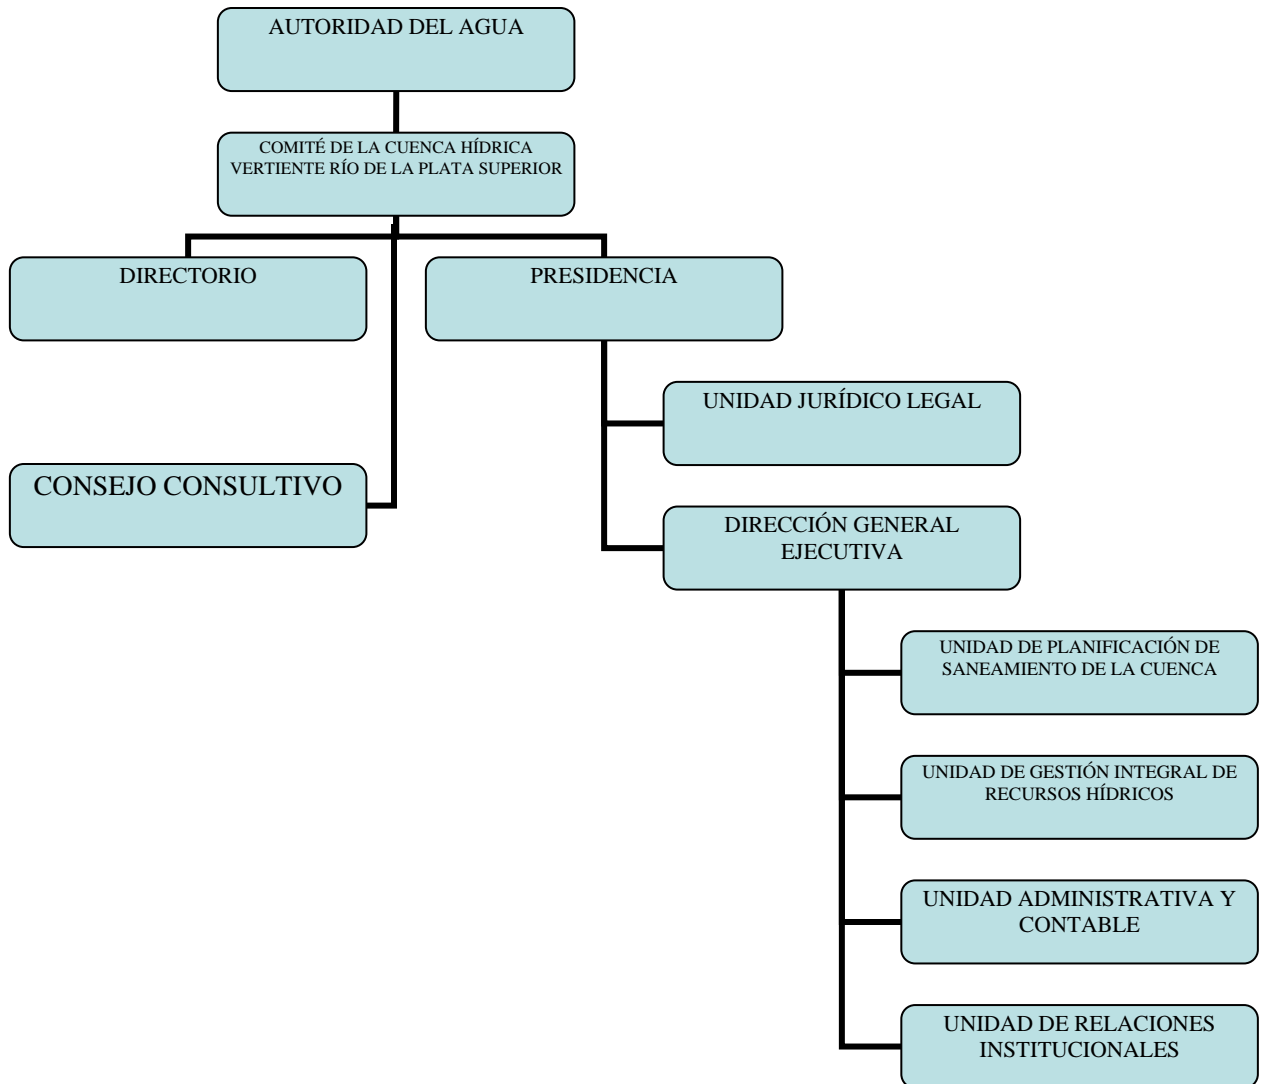 AUTORIDAD DEL AGUA
COMITÉ DE LA CUENCA HÍDRICA
VERTIENTE RÍO DE LA PLATA SUPERIOR
DIRECTORIO
PRESIDENCIA
UNIDAD JURÍDICO LEGAL
CONSEJO CONSULTIVO
DIRECCIÓN GENERAL
EJECUTIVA
UNIDAD DE PLANIFICACIÓN DE
SANEAMIENTO DE LA CUENCA
UNIDAD DE GESTIÓN INTEGRAL DE
RECURSOS HÍDRICOS
UNIDAD ADMINISTRATIVA Y
CONTABLE
UNIDAD DE RELACIONES
INSTITUCIONALES